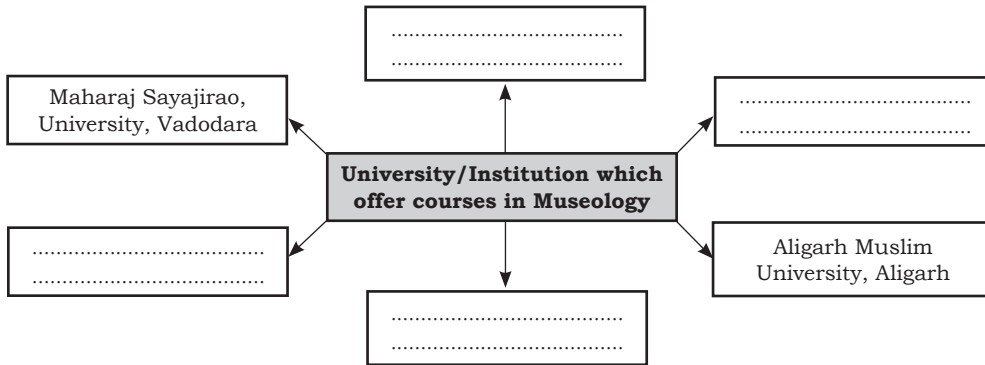 ..........................................
..........................................
Maharaj Sayajirao,
University, Vadodara
..........................................
..........................................
University/Institution which
offer courses in Museology
..........................................
..........................................
Aligarh Muslim
University, Aligarh
..........................................
..........................................